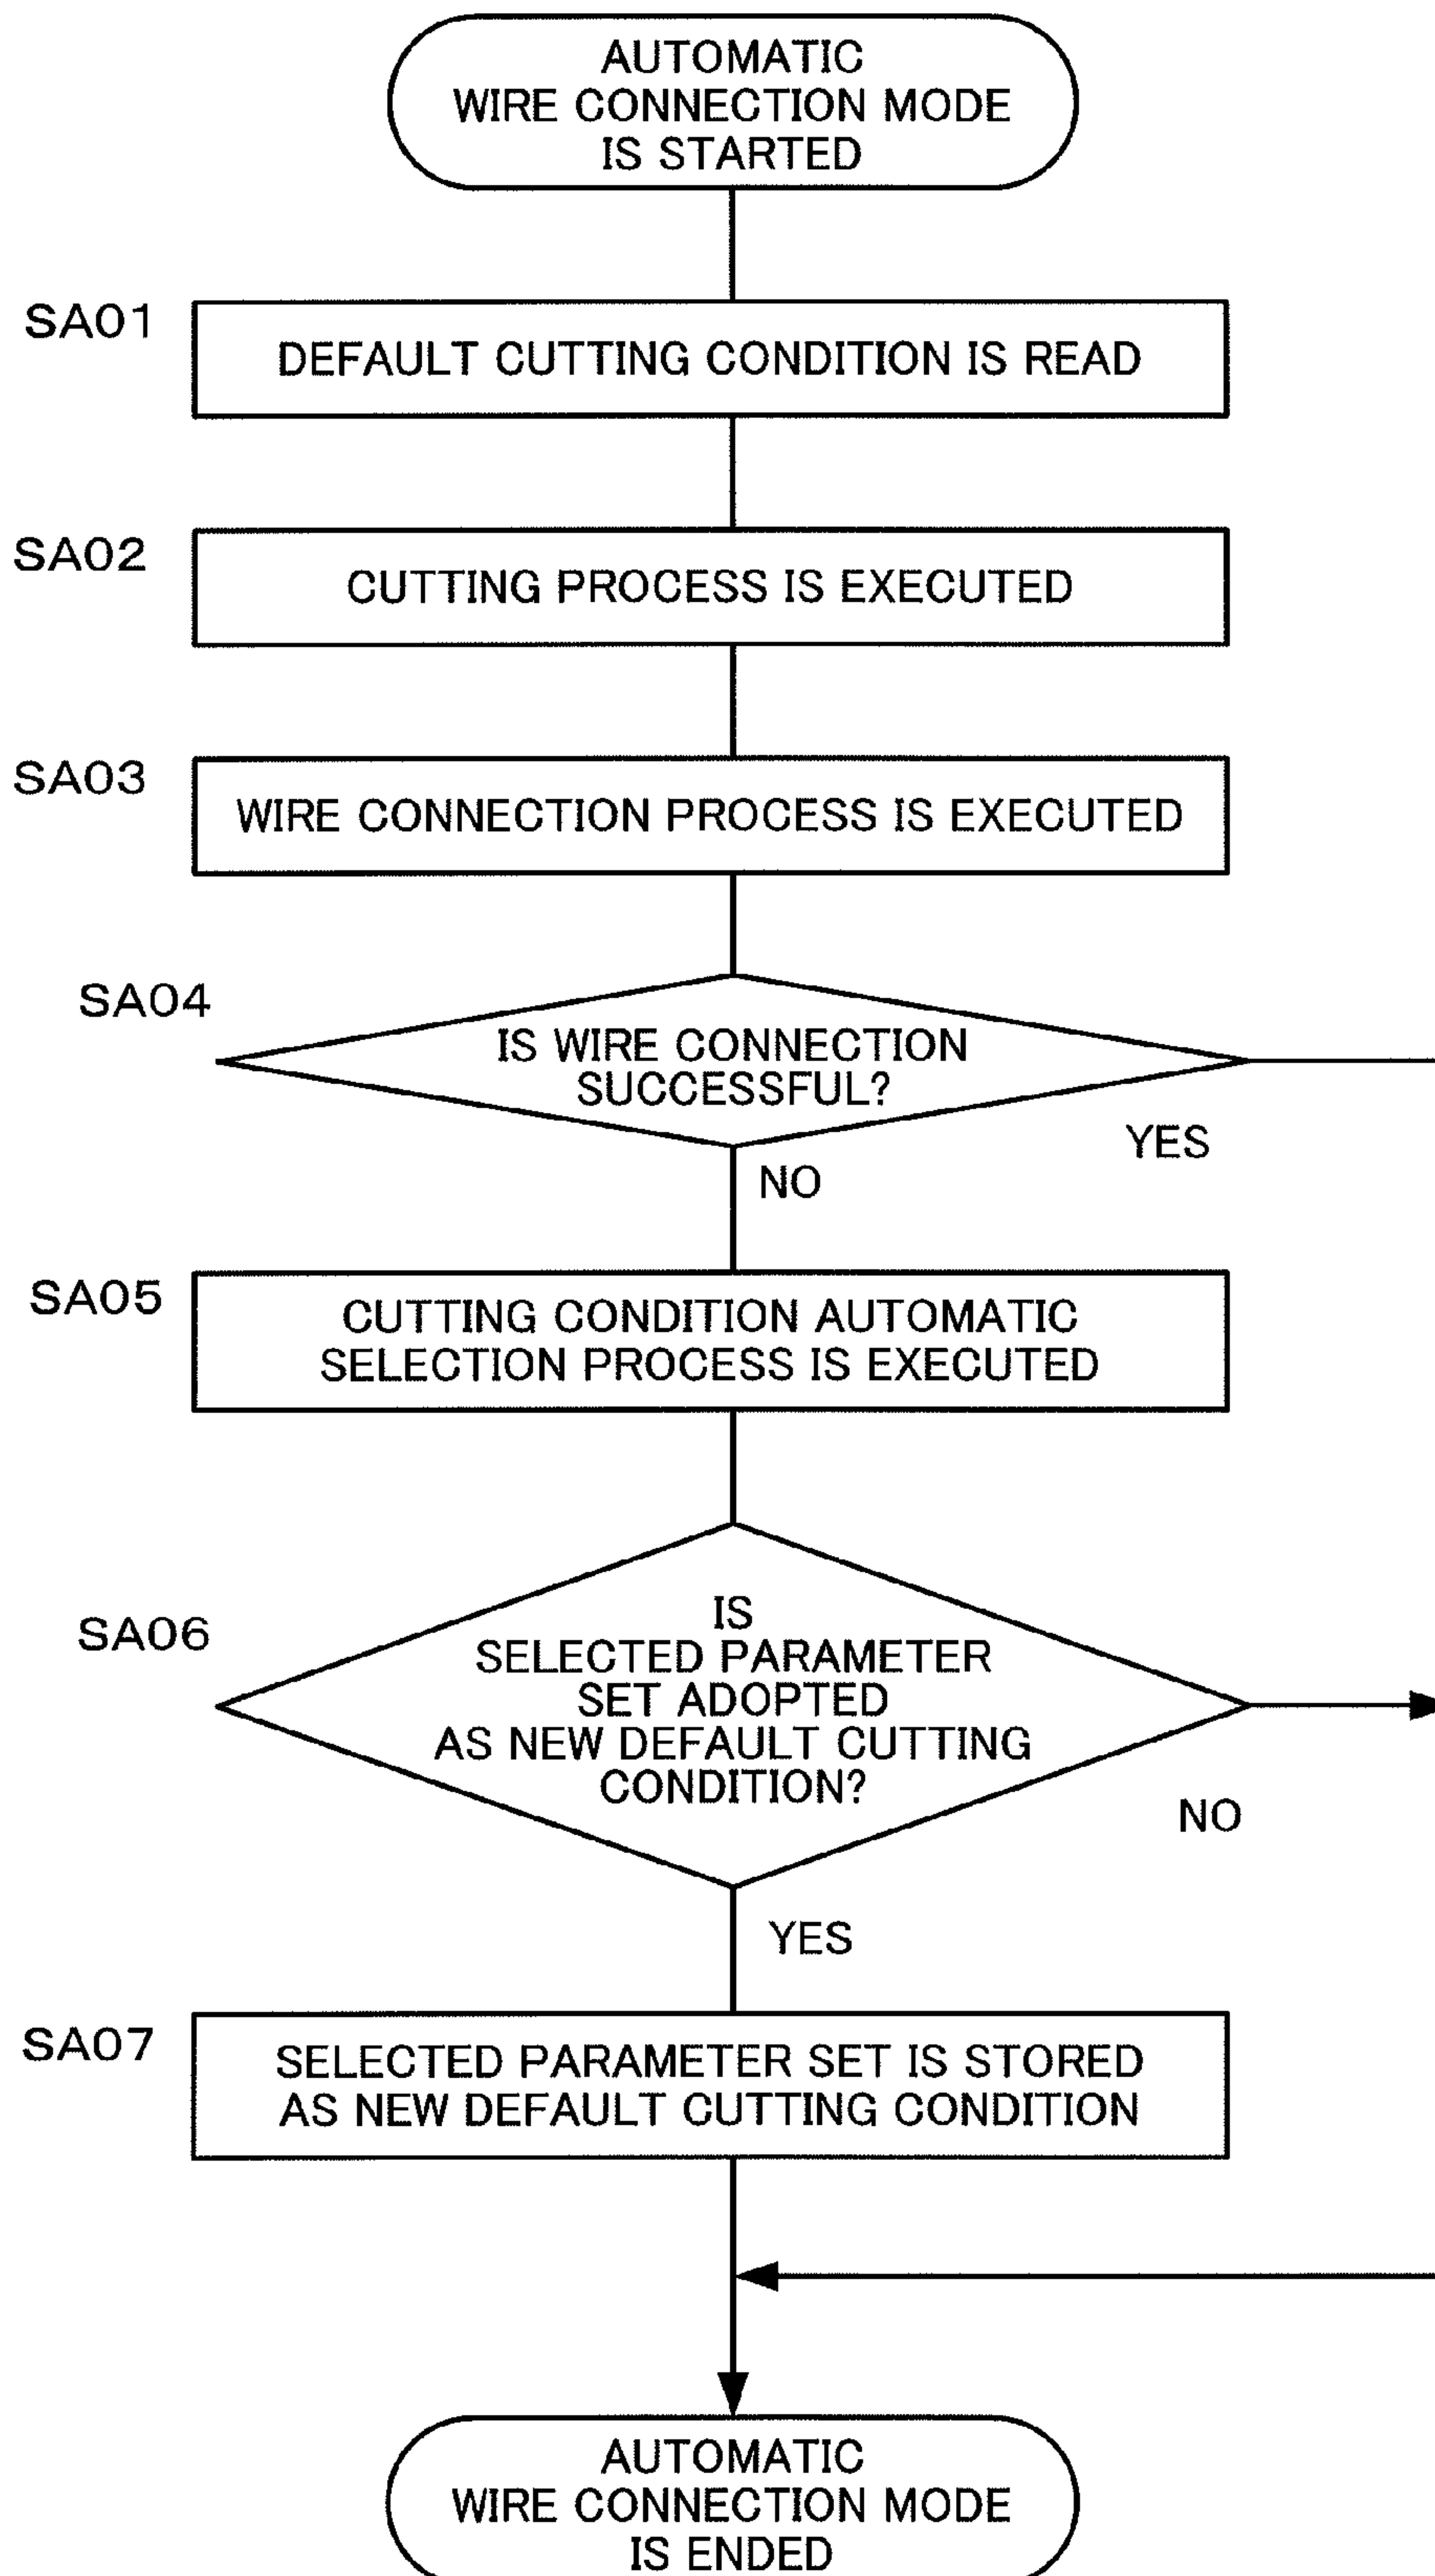 AUTOMATIC
WIRE CONNECTION MODE
IS STARTED
SA01
DEFAULT CUTTING CONDITION IS READ
SA02
CUTTING PROCESS IS EXECUTED
SA03
WIRE CONNECTION PROCESS IS EXECUTED
SA04
IS WIRE CONNECTION
SUCCESSFUL?
YES
NO
SA05
CUTTING CONDITION AUTOMATIC
SELECTION PROCESS IS EXECUTED
SA06
IS
SELECTED PARAMETER
SET ADOPTED
AS NEW DEFAULT CUTTING
CONDITION?
NO
YES
SA07
SELECTED PARAMETER SET IS STORED
AS NEW DEFAULT CUTTING CONDITION
AUTOMATIC
WIRE CONNECTION MODE
IS ENDED